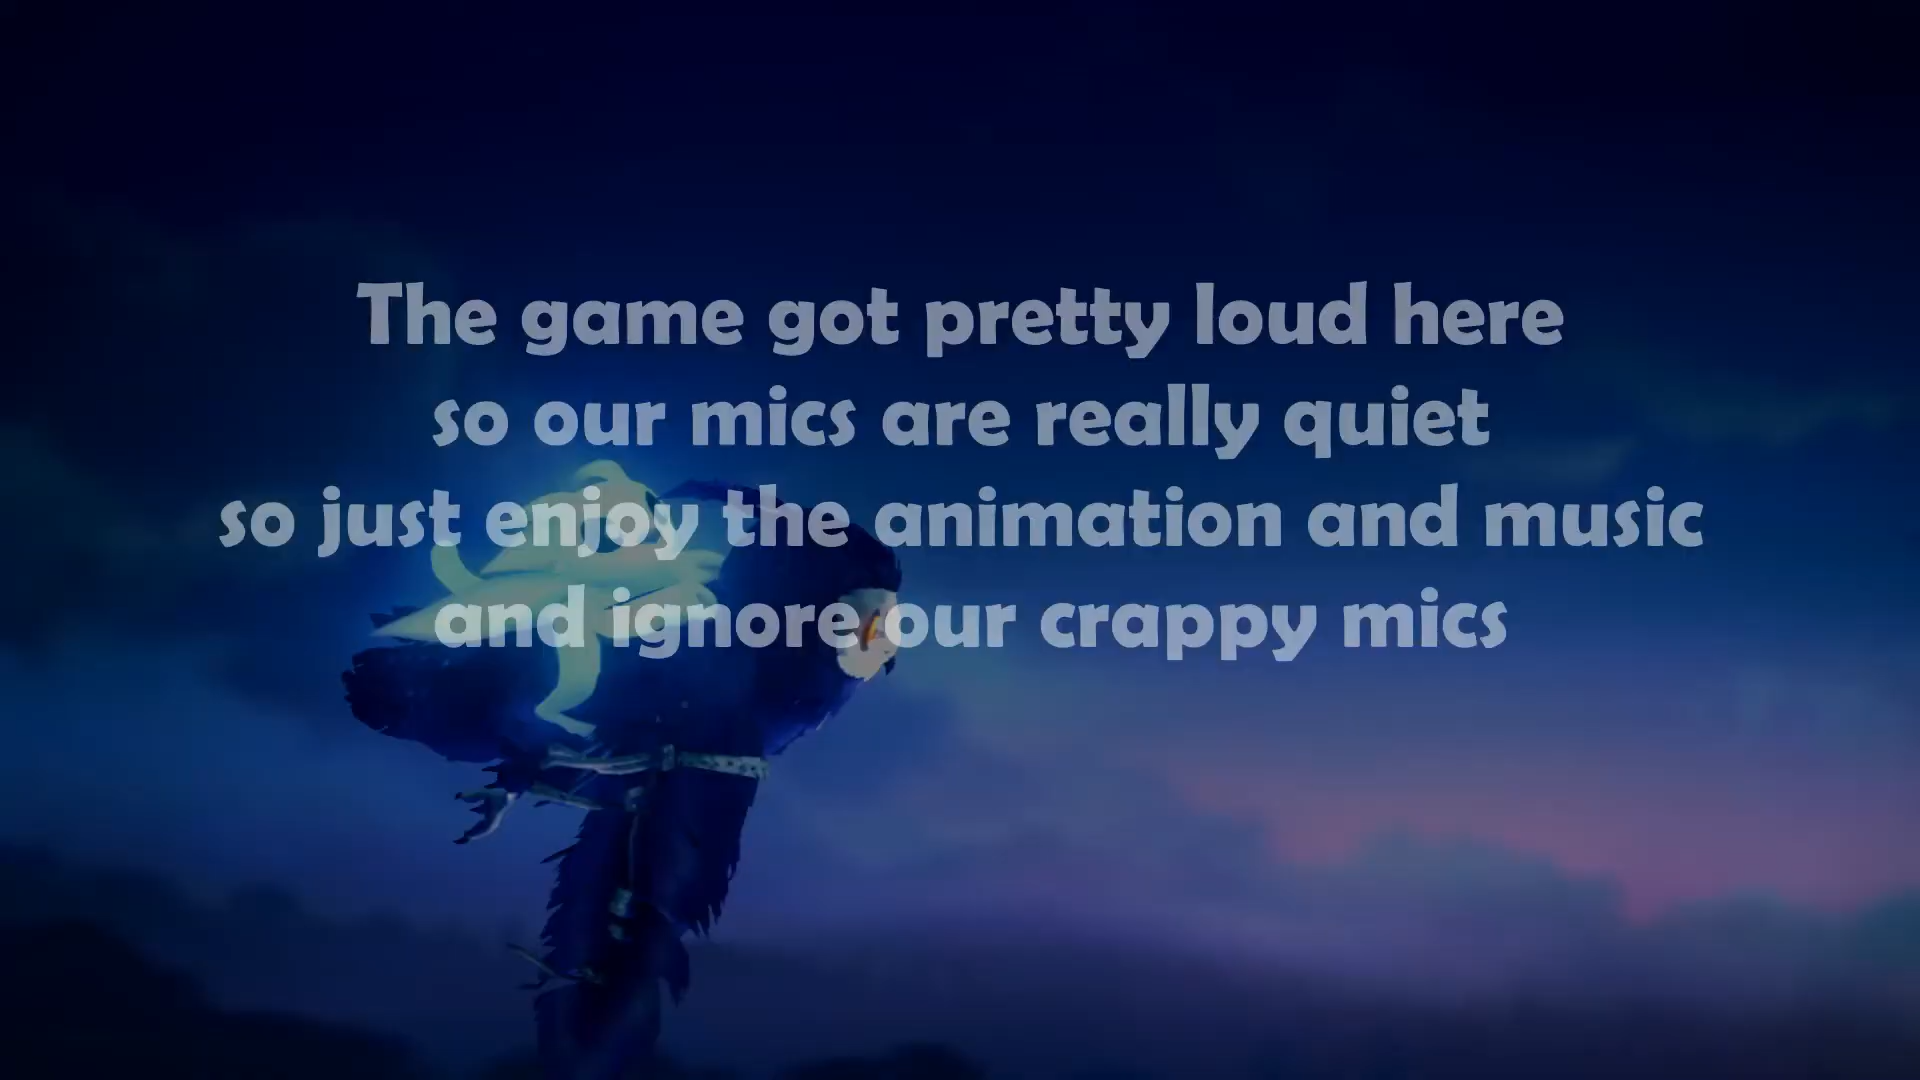 The game got pretty loud here
so our mics are really quiet
so just enjoy the animation and music
and ignore our crappy mics